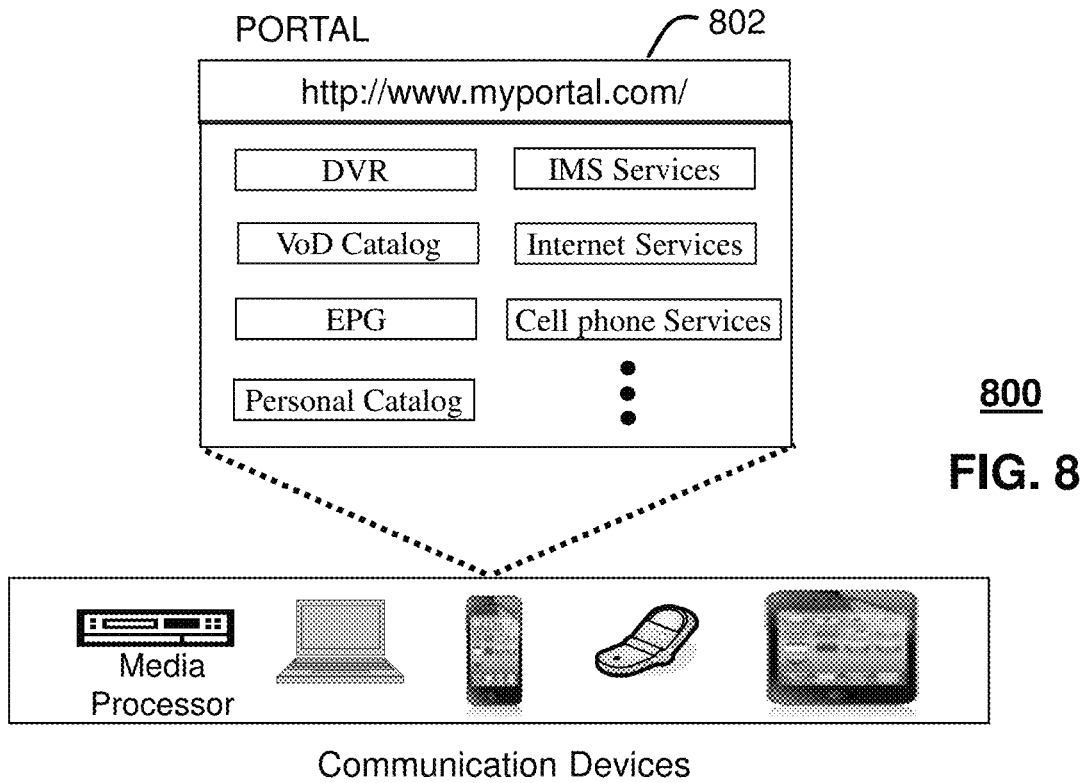 PORTAL
802
http://www.myportal.com/
DVR
IMS Services
VoD Catalog
Internet Services
EPG
Cell phone Services
Personal Catalog
800
FIG. 8
Media
Processor
Communication Devices